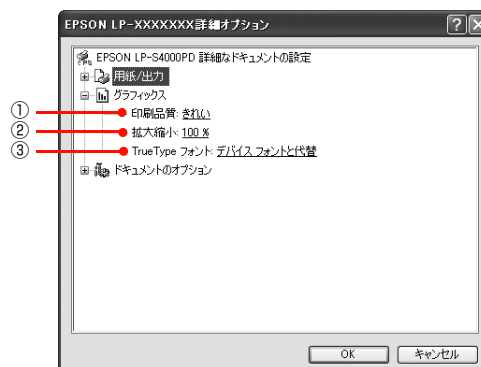 EPSON LP-XXXXXXX詳細オプション
EPSON LP-S4000PD 詳細なドキュメントの設定
用紙/出力
グラフィックス
① 印刷品質: きれい
② 拡大縮小: 100 %
③ TrueType フォント: デバイス フォントと代替
ドキュメントのオプション
OK キャンセル